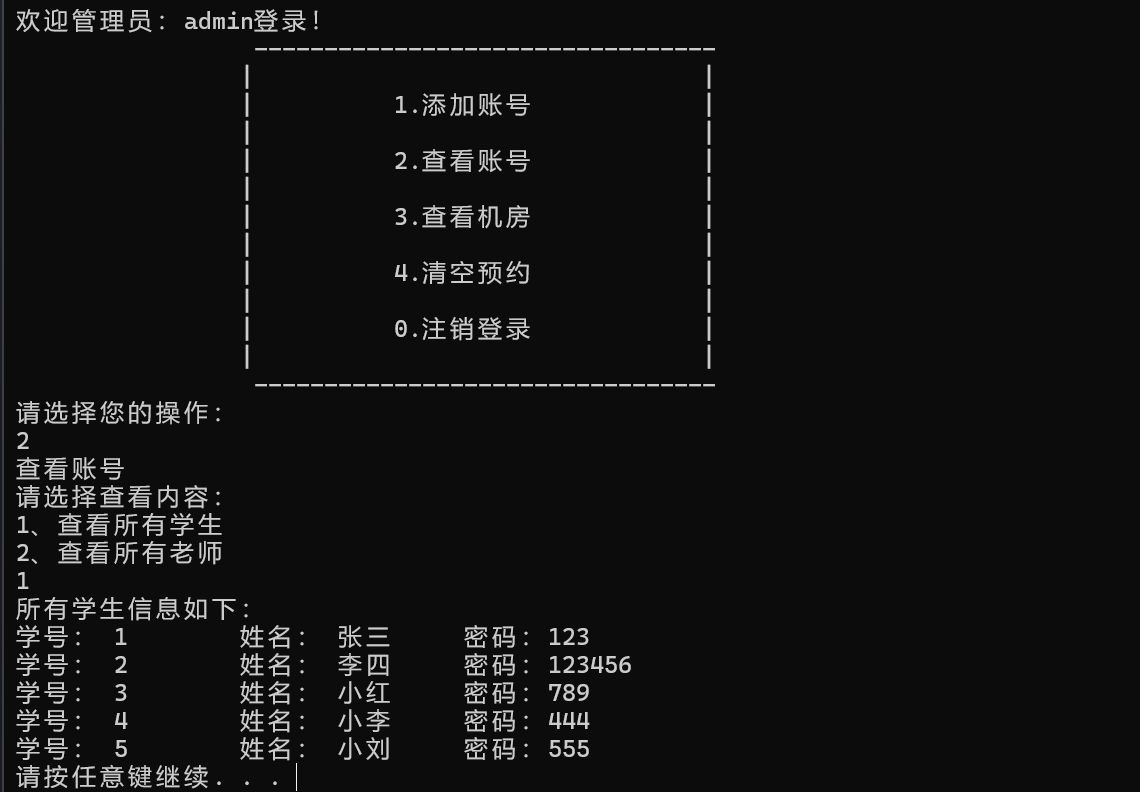 欢迎管理员：admin登录！
---------------------------------
|                                |
|          1.添加账号            |
|                                |
|          2.查看账号            |
|                                |
|          3.查看机房            |
|                                |
|          4.清空预约            |
|                                |
|          0.注销登录            |
|                                |
---------------------------------
请选择您的操作：
2
查看账号
请选择查看内容：
1、查看所有学生
2、查看所有老师
1
所有学生信息如下：
学号： 1        姓名： 张三     密码：123
学号： 2        姓名： 李四     密码：123456
学号： 3        姓名： 小红     密码：789
学号： 4        姓名： 小李     密码：444
学号： 5        姓名： 小刘     密码：555
请按任意键继续. . .